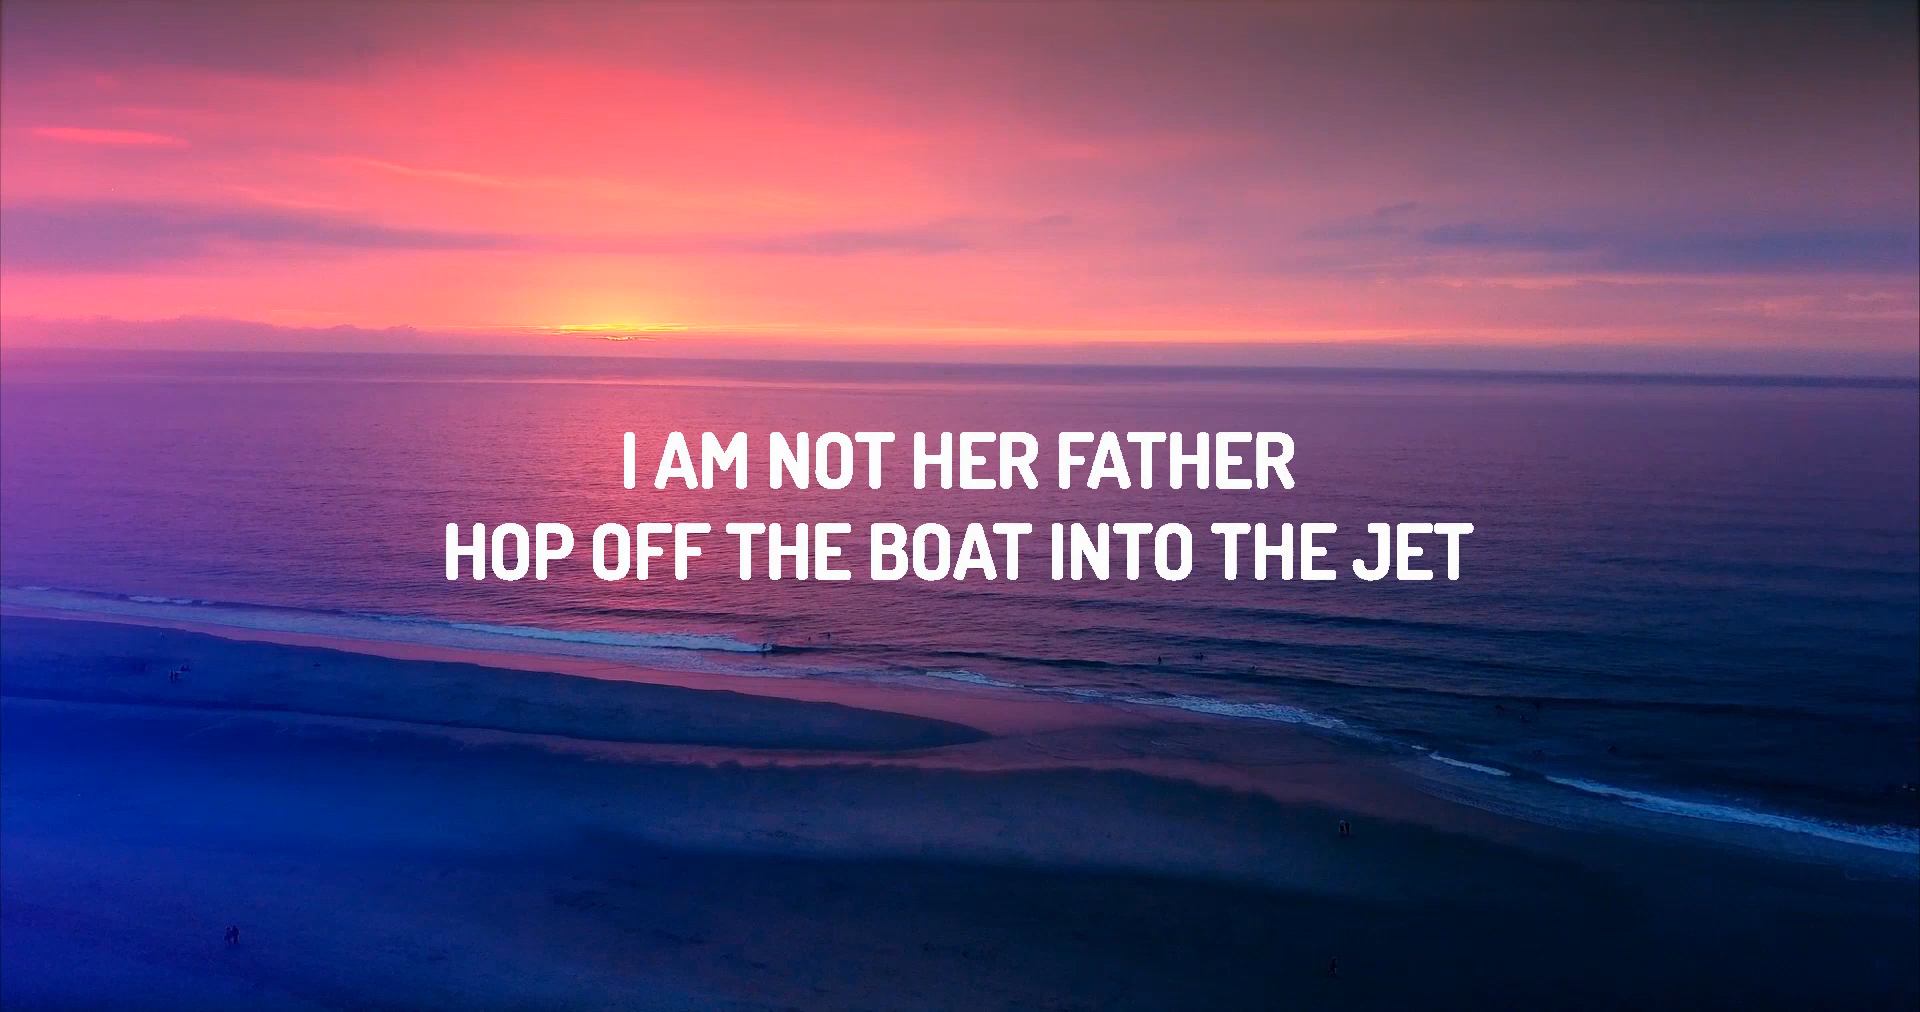 I AM NOT HER FATHER
HOP OFF THE BOAT INTO THE JET